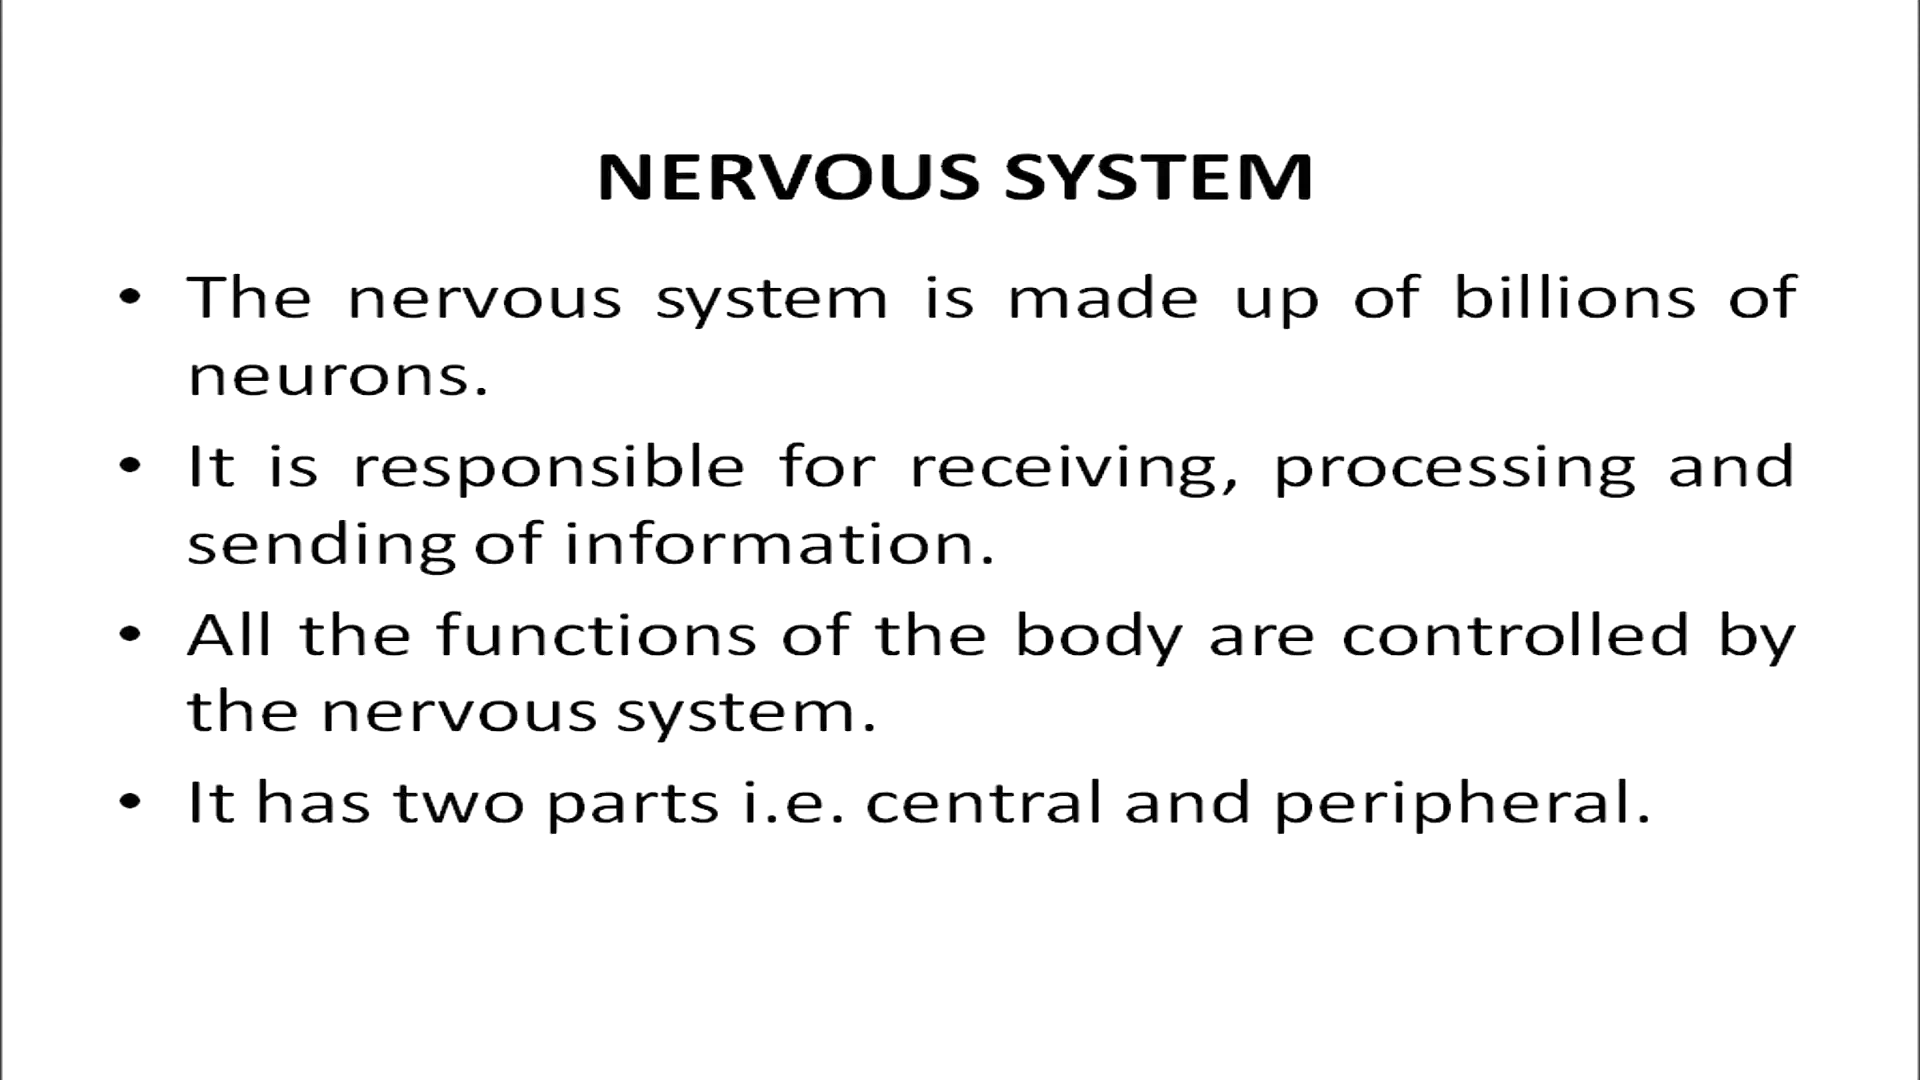 NERVOUS SYSTEM
• The nervous system is made up of billions of
neurons.
• It is responsible for receiving, processing and
sending of information.
• All the functions of the body are controlled by
the nervous system.
• It has two parts i.e. central and peripheral.